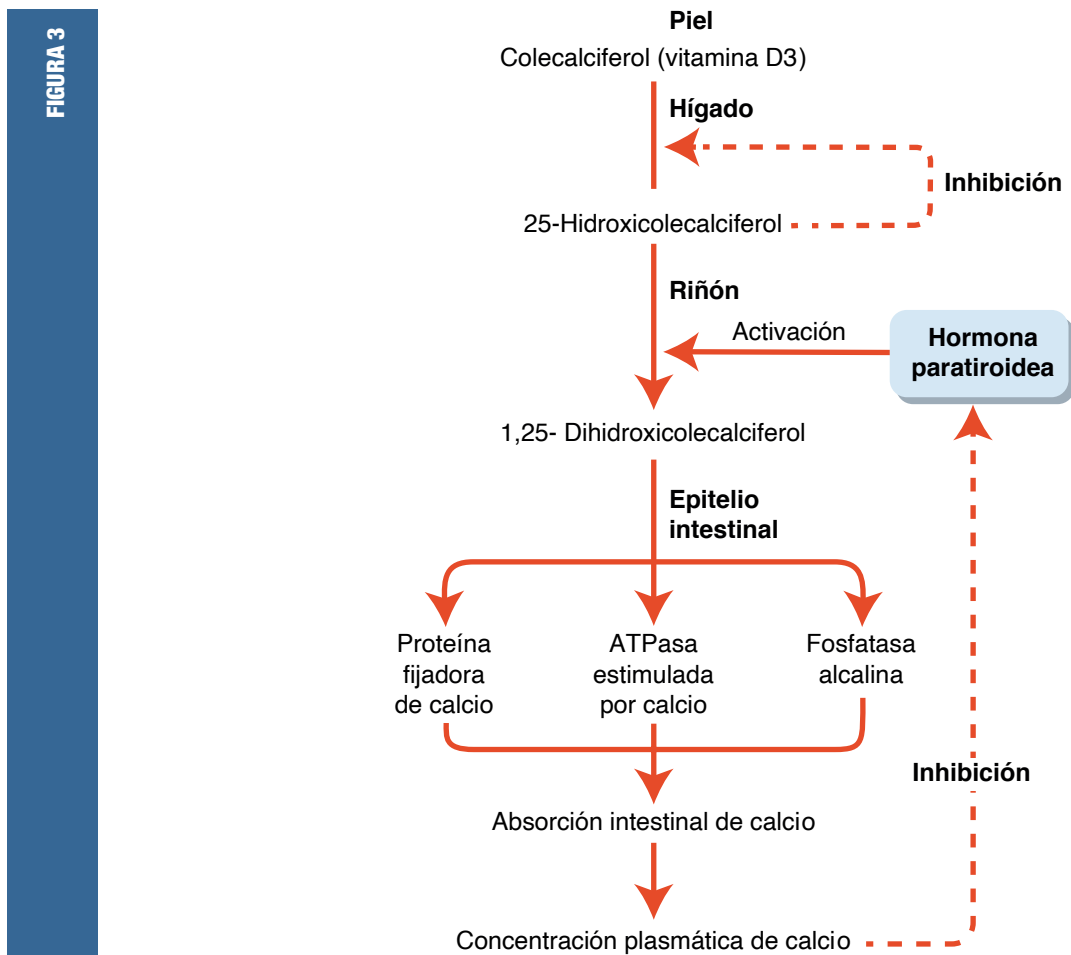 FIGURA 3
Piel
Colecalciferol (vitamina D3)
Hígado
Inhibición
25-Hidroxicolecalciferol
Riñón
Activación
Hormona
paratiroidea
1,25- Dihidroxicolecalciferol
Epitelio
intestinal
Proteína
fijadora
de calcio
ATPasa
estimulada
por calcio
Fosfatasa
alcalina
Inhibición
Absorción intestinal de calcio
Concentración plasmática de calcio